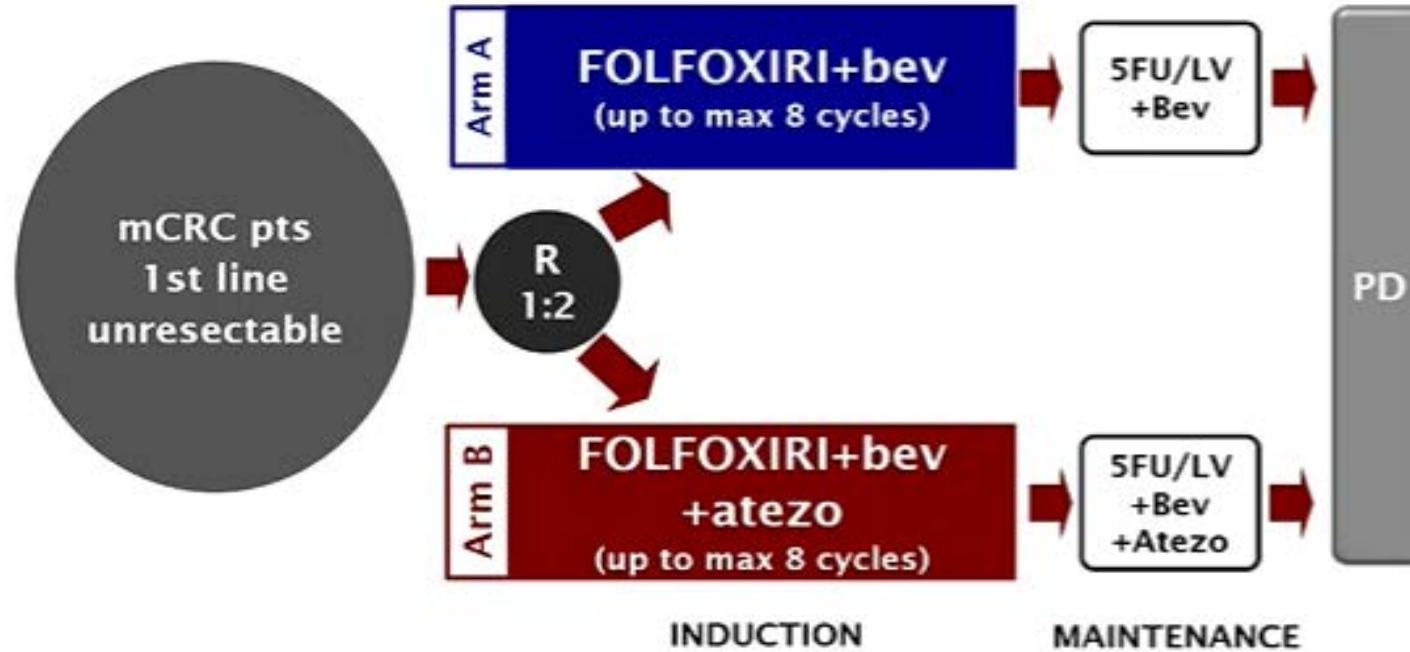 mCRC pts
1st line
unresectable
R
1:2
Arm A
FOLFOXIRI+bev
(up to max 8 cycles)
5FU/LV
+Bev
Arm B
FOLFOXIRI+bev
+atezo
(up to max 8 cycles)
5FU/LV
+Bev
+Atezo
PD
INDUCTION
MAINTENANCE